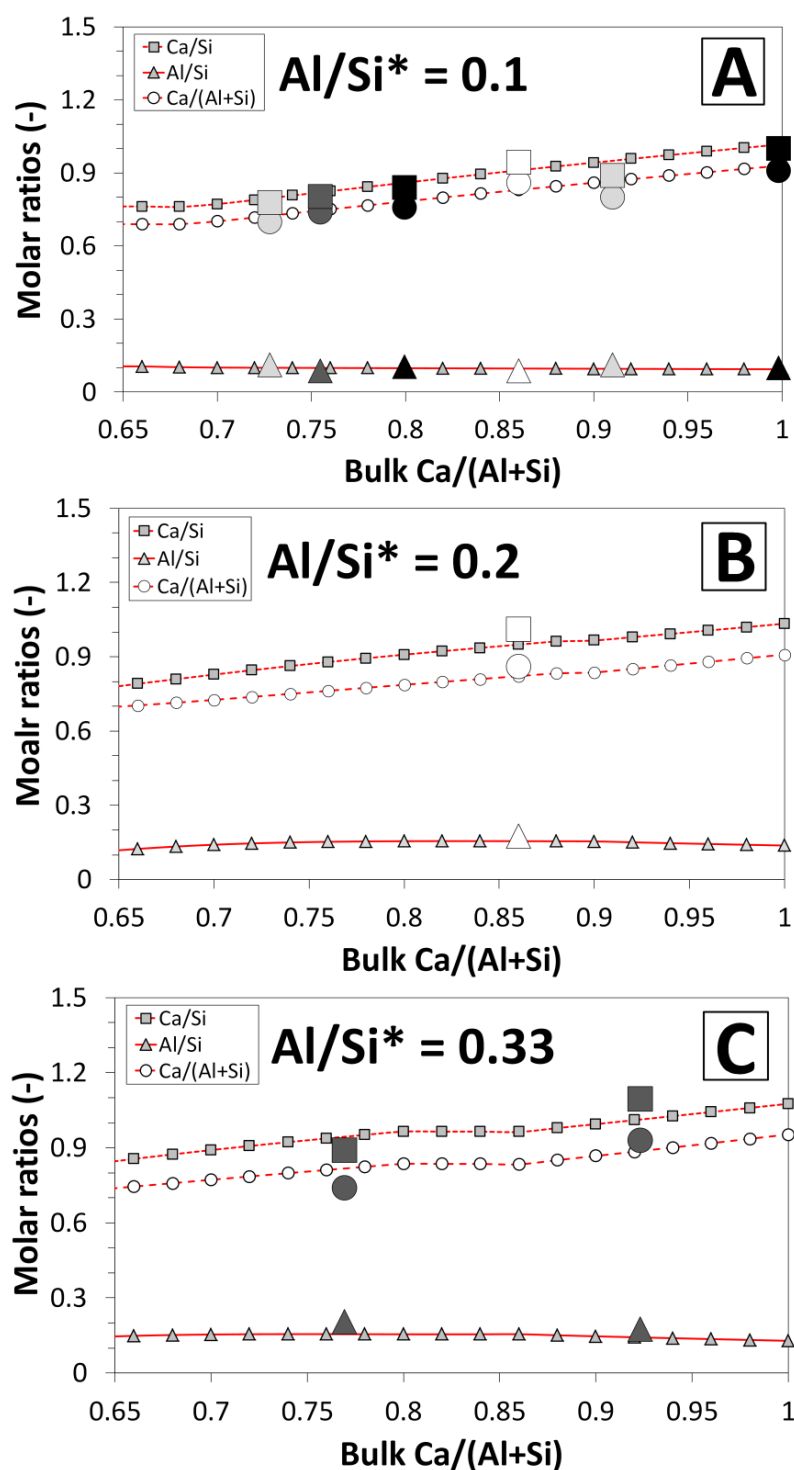 1.5
1.2
0.9
0.6
0.3
0
Molar ratios (-)
Ca/Si
Al/Si
Ca/(Al+Si)
Al/Si* = 0.1
A
0.65 0.7 0.75 0.8 0.85 0.9 0.95 1
Bulk Ca/(Al+Si)
1.5
1.2
0.9
0.6
0.3
0
Moalr ratios (-)
Ca/Si
Al/Si
Ca/(Al+Si)
Al/Si* = 0.2
B
0.65 0.7 0.75 0.8 0.85 0.9 0.95 1
Bulk Ca/(Al+Si)
1.5
1.2
0.9
0.6
0.3
0
Molar ratios (-)
Ca/Si
Al/Si
Ca/(Al+Si)
Al/Si* = 0.33
C
0.65 0.7 0.75 0.8 0.85 0.9 0.95 1
Bulk Ca/(Al+Si)